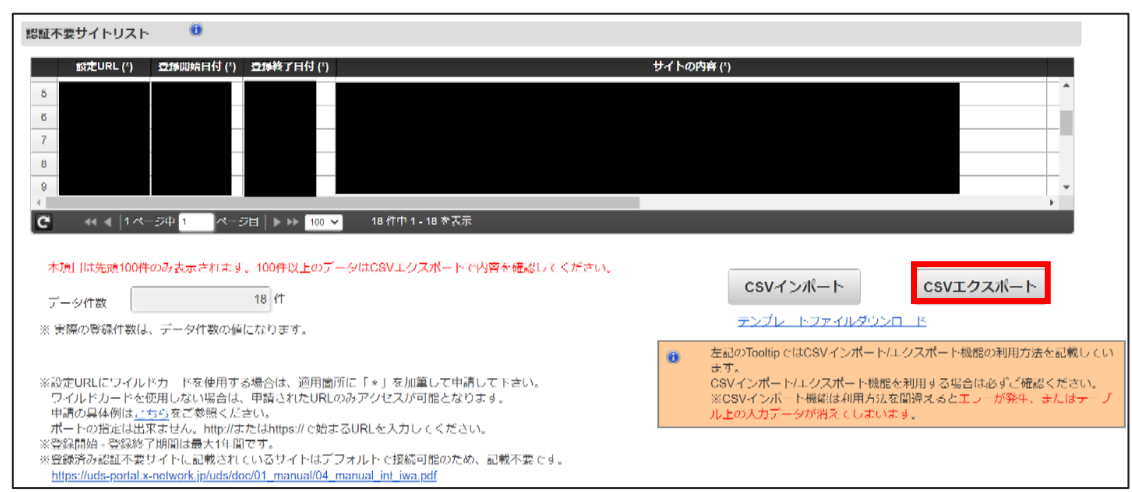 認証不要サイトリスト
設定URL (*) 登録開始日付 (*) 登録終了日付 (*) サイトの内容 (*)
5
6
7
8
9
1 ページ中 1 ページ目 100 18 件中 1 - 18 を表示
本項目は先頭100件のみ表示されます。100件以上のデータはCSVエクスポートで内容を確認してください。
データ件数 18 件
※ 実際の登録件数は、データ件数の値になります。
CSVインポート CSVエクスポート
テンプレートファイルダウンロード
左記のTooltipではCSVインポート/エクスポート機能の利用方法を記載してい
ます。
CSVインポート/エクスポート機能を利用する場合は必ずご確認ください。
※CSVインポート機能は利用方法を間違えるとエラーが発生、またはテーブ
ル上の入力データが消えてしまいます。
※設定URLにワイルドカードを使用する場合は、適用箇所に「*」を加筆して申請して下さい。
ワイルドカードを使用しない場合は、申請されたURLのみアクセスが可能となります。
申請の具体例はこちらをご参照ください。
ポートの指定は出来ません。http://またはhttps://で始まるURLを入力してください。
※登録開始 - 登録終了期間は最大1年間です。
※登録済み認証不要サイトに記載されているサイトはデフォルトで接続可能のため、記載不要です。
https://uds-portal.x-network.jp/uds/doc/01_manual/04_manual_int_iwa.pdf